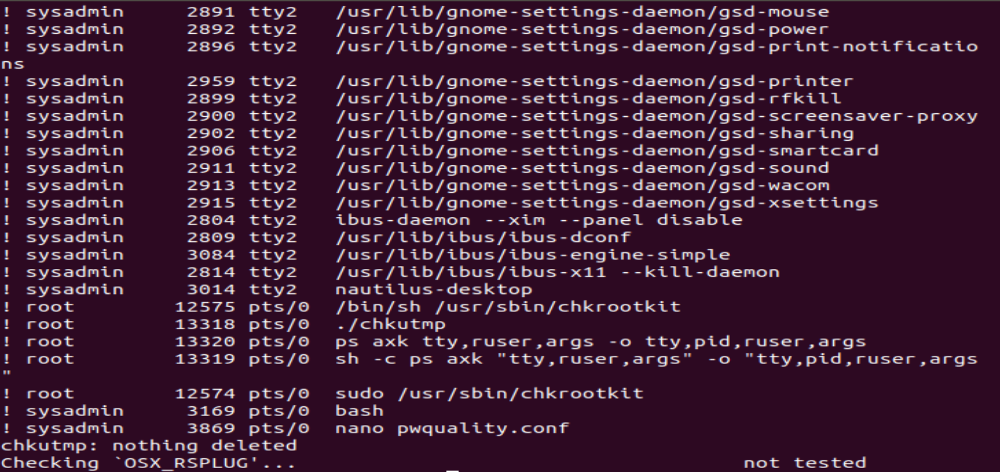 ! sysadmin     2891 tty2   /usr/lib/gnome-settings-daemon/gsd-mouse
! sysadmin     2892 tty2   /usr/lib/gnome-settings-daemon/gsd-power
! sysadmin     2896 tty2   /usr/lib/gnome-settings-daemon/gsd-print-notificatio
ns
! sysadmin     2959 tty2   /usr/lib/gnome-settings-daemon/gsd-printer
! sysadmin     2899 tty2   /usr/lib/gnome-settings-daemon/gsd-rfkill
! sysadmin     2900 tty2   /usr/lib/gnome-settings-daemon/gsd-screensaver-proxy
! sysadmin     2902 tty2   /usr/lib/gnome-settings-daemon/gsd-sharing
! sysadmin     2906 tty2   /usr/lib/gnome-settings-daemon/gsd-smartcard
! sysadmin     2911 tty2   /usr/lib/gnome-settings-daemon/gsd-sound
! sysadmin     2913 tty2   /usr/lib/gnome-settings-daemon/gsd-wacom
! sysadmin     2915 tty2   /usr/lib/gnome-settings-daemon/gsd-xsettings
! sysadmin     2804 tty2   ibus-daemon --xim --panel disable
! sysadmin     2809 tty2   /usr/lib/ibus/ibus-dconf
! sysadmin     3084 tty2   /usr/lib/ibus/ibus-engine-simple
! sysadmin     2814 tty2   /usr/lib/ibus/ibus-x11 --kill-daemon
! sysadmin     3014 tty2   nautilus-desktop
! root        12575 pts/0  /bin/sh /usr/sbin/chkrootkit
! root        13318 pts/0  ./chkutmp
! root        13320 pts/0  ps axk tty,ruser,args -o tty,pid,ruser,args
! root        13319 pts/0  sh -c ps axk "tty,ruser,args" -o "tty,pid,ruser,args
"
! root        12574 pts/0  sudo /usr/sbin/chkrootkit
! sysadmin     3169 pts/0  bash
! sysadmin     3869 pts/0  nano pwquality.conf
chkutmp: nothing deleted
Checking `OSX_RSPLUG'...                                    not tested